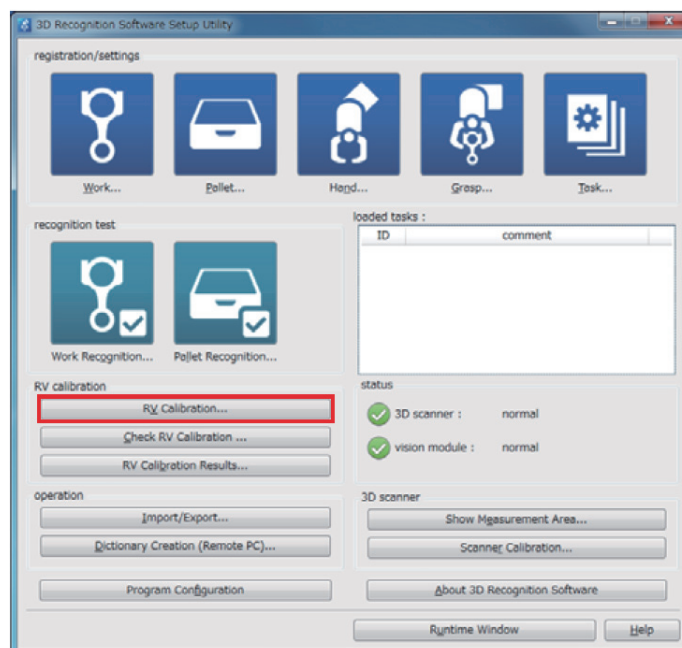 3D Recognition Software Setup Utility
registration/settings
Work...
Pallet...
Hand...
Grasp...
Task...
recognition test
Work Recognition...
Pallet Recognition...
loaded tasks :
ID comment
RV calibration
RV Calibration...
Check RV Calibration ...
RV Calibration Results...
status
3D scanner : normal
vision module : normal
operation
Import/Export...
Dictionary Creation (Remote PC)...
3D scanner
Show Measurement Area...
Scanner Calibration...
Program Configuration
About 3D Recognition Software
Runtime Window
Help